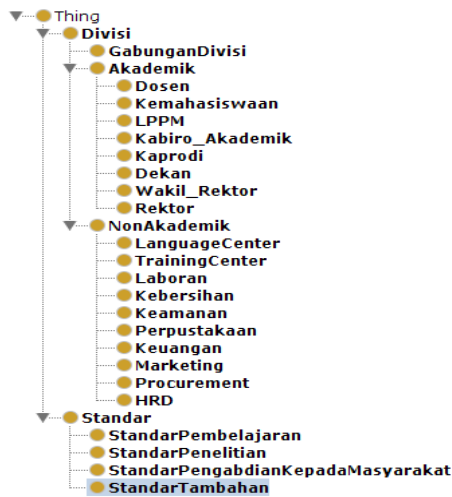 Thing
Divisi
GabunganDivisi
Akademik
Dosen
Kemahasiswaan
LPPM
Kabiro_Akademik
Kaprodi
Dekan
Wakil_Rektor
Rektor
NonAkademik
LanguageCenter
TrainingCenter
Laboran
Kebersihan
Keamanan
Perpustakaan
Keuangan
Marketing
Procurement
HRD
Standar
StandarPembelajaran
StandarPenelitian
StandarPengabdianKepadaMasyarakat
StandarTambahan